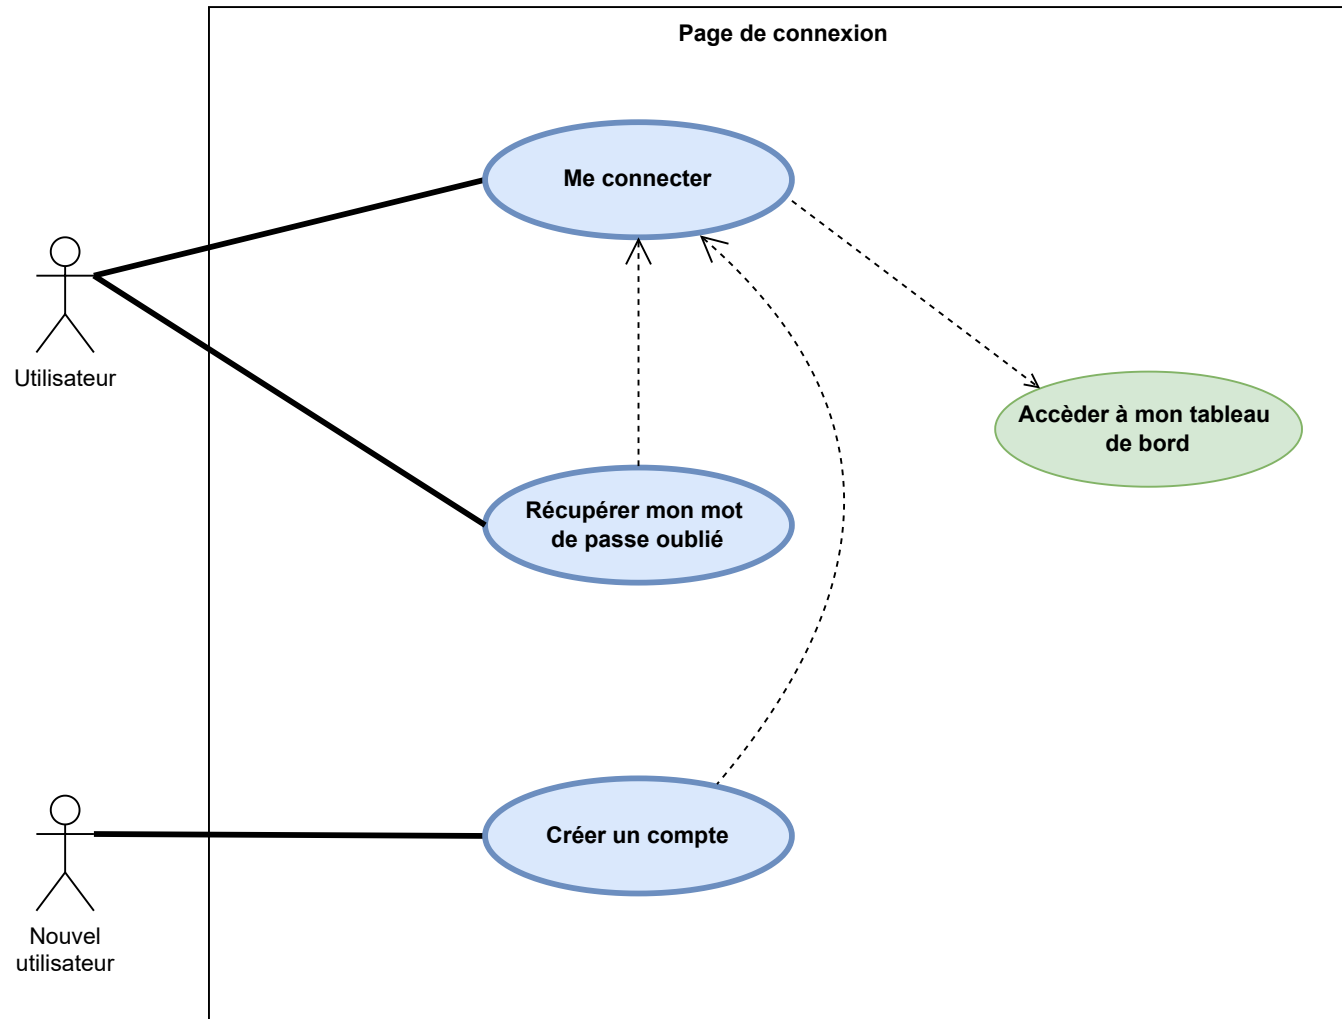 Page de connexion
Me connecter
Utilisateur
Accèder à mon tableau
de bord
Récupérer mon mot
de passe oublié
Créer un compte
Nouvel
utilisateur